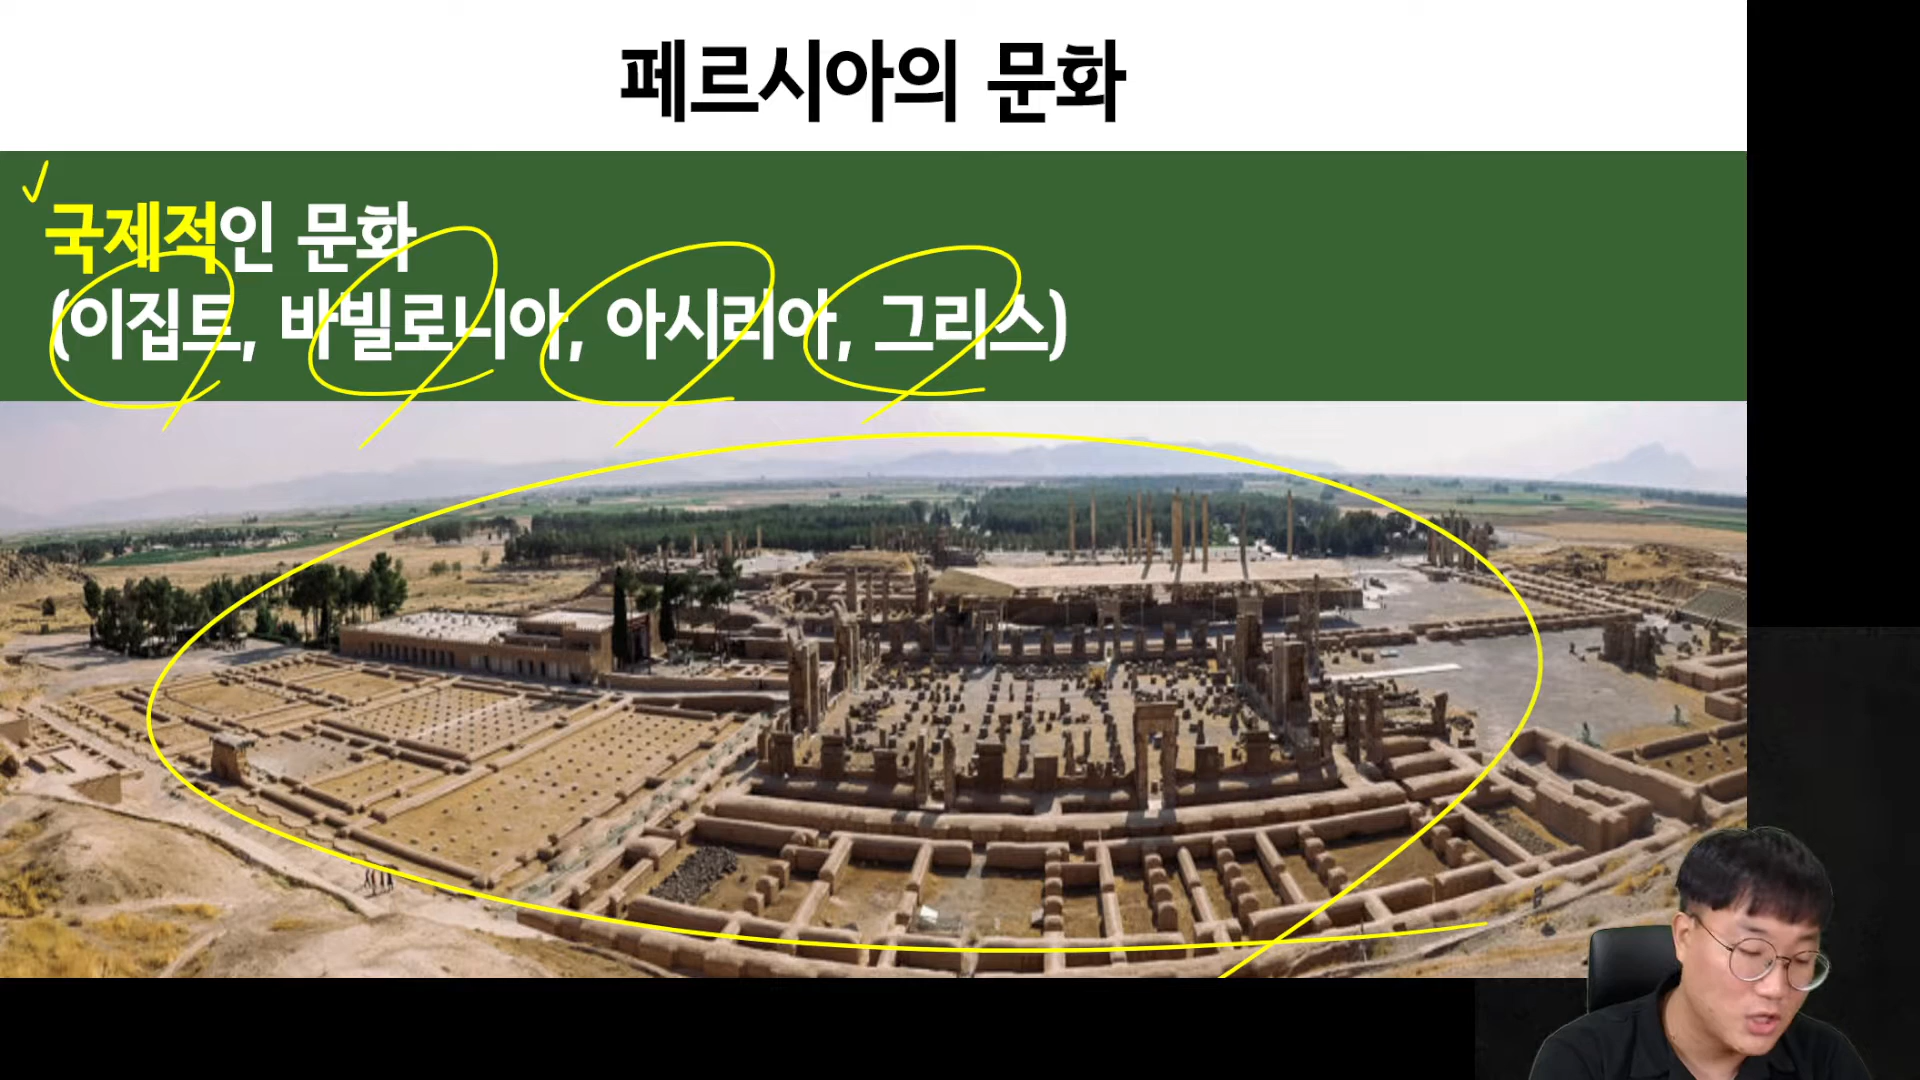 페르시아의 문화
국제적인 문화
(이집트, 바빌로니아, 아시리아, 그리스)